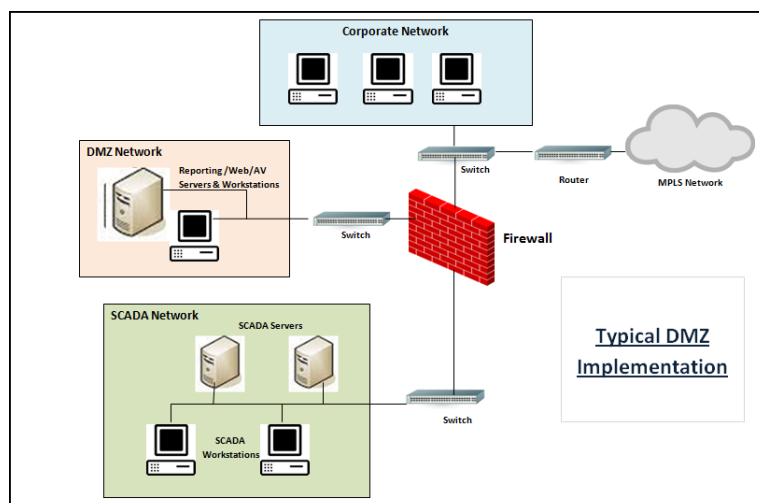 Corporate Network
DMZ Network
Reporting /Web/AV
Servers & Workstations
Switch
Router
MPLS Network
Switch
Firewall
SCADA Network
SCADA Servers
Typical DMZ
Implementation
Switch
SCADA
Workstations